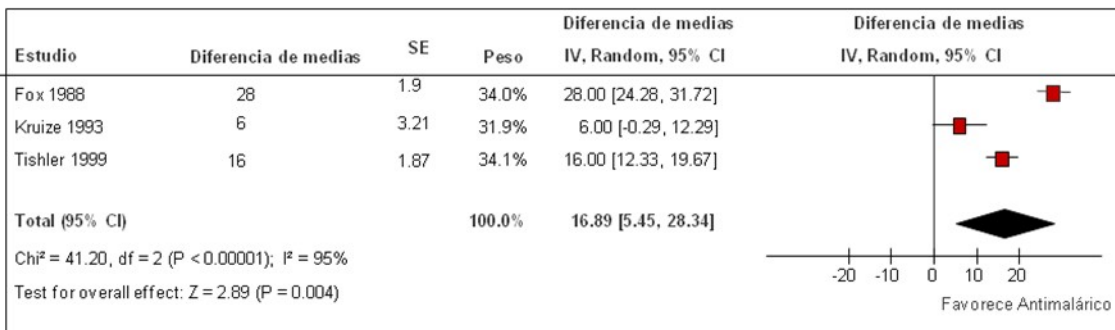 Diferencia de medias Diferencia de medias
Estudio Diferencia de medias SE Peso IV, Random, 95% CI IV, Random, 95% CI
Fox 1988 28 1.9 34.0% 28.00 [24.28, 31.72]
Kruize 1993 6 3.21 31.9% 6.00 [-0.29, 12.29]
Tishler 1999 16 1.87 34.1% 16.00 [12.33, 19.67]
Total (95% CI) 100.0% 16.89 [5.45, 28.34]
Chi² = 41.20, df = 2 (P < 0.00001); I² = 95%
-20 -10 0 10 20
Test for overall effect: Z = 2.89 (P = 0.004)
Favorece Antimalárico